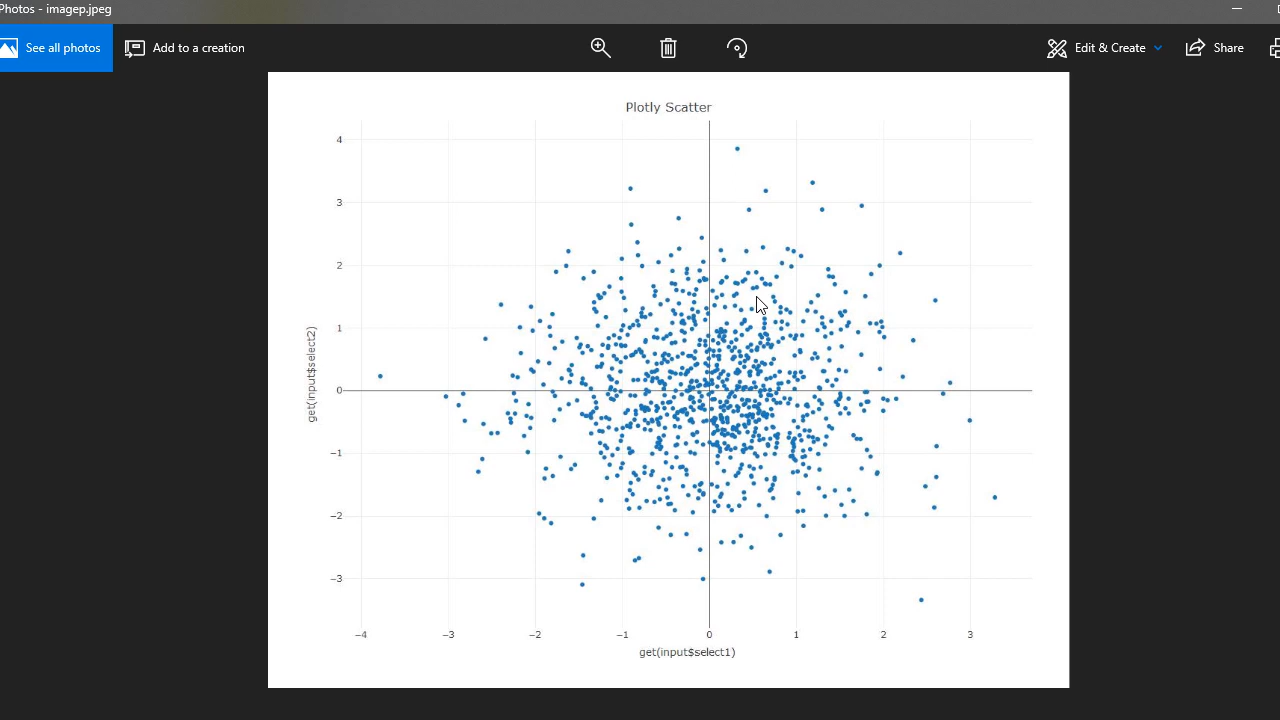 Photos - imagep.jpeg
See all photos
Add to a creation
Edit & Create
Share
Plotly Scatter
4
3
2
1
0
−1
−2
−3
get(input$select2)
−4 −3 −2 −1 0 1 2 3
get(input$select1)